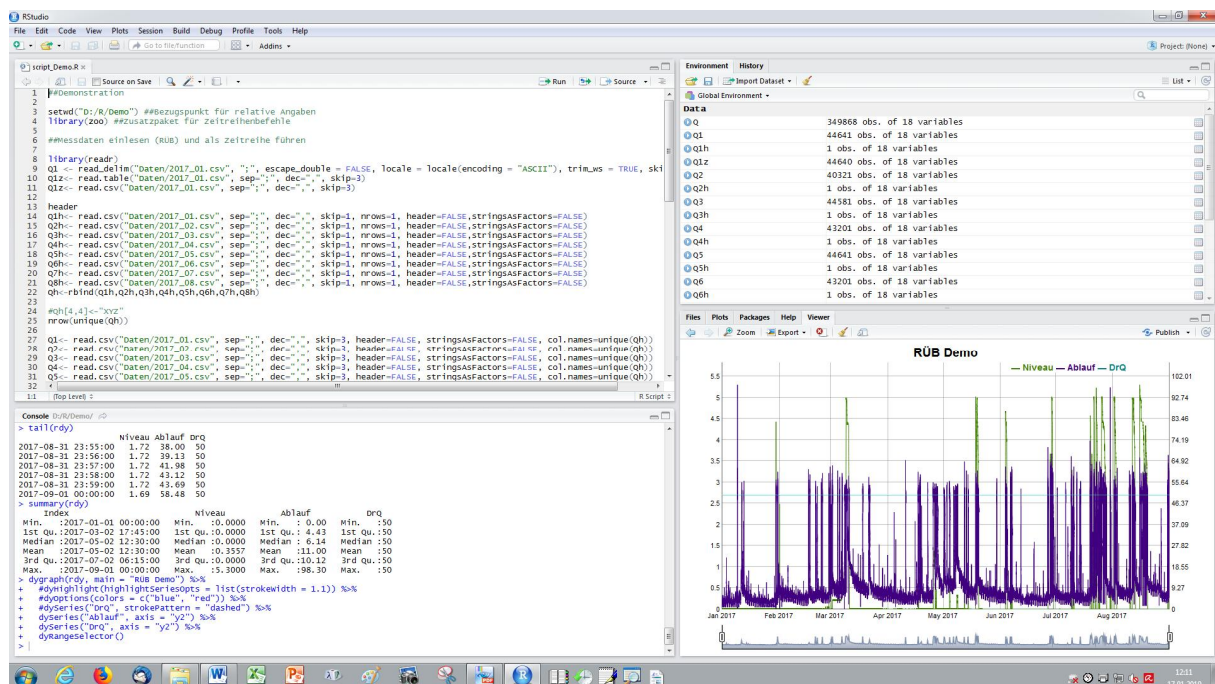 RStudio
File Edit Code View Plots Session Build Debug Profile Tools Help
Go to file/function Addins
Project: (None)
script_Demo.R
Source on Save Run Source
1 ##Demonstration
2
3 setwd("D:/R/Demo") ##Bezugspunkt für relative Angaben
4 library(zoo) ##Zusatzpaket für Zeitreihenbefehle
5
6 ##Messdaten einlesen (RÜB) und als Zeitreihe führen
7
8 library(readr)
9 Q1 <- read_delim("Daten/2017_01.csv", ";", escape_double = FALSE, locale = locale(encoding = "ASCII"), trim_ws = TRUE, ski
10 Q1z <- read.table("Daten/2017_01.csv", sep=";", dec=",", skip=3)
11 Q1z<- read.csv("Daten/2017_01.csv", sep=";", dec=",", skip=3)
12
13 header
14 Q1h<- read.csv("Daten/2017_01.csv", sep=";", dec=",", skip=1, nrows=1, header=FALSE,stringsAsFactors=FALSE)
15 Q2h<- read.csv("Daten/2017_02.csv", sep=";", dec=",", skip=1, nrows=1, header=FALSE,stringsAsFactors=FALSE)
16 Q3h<- read.csv("Daten/2017_03.csv", sep=";", dec=",", skip=1, nrows=1, header=FALSE,stringsAsFactors=FALSE)
17 Q4h<- read.csv("Daten/2017_04.csv", sep=";", dec=",", skip=1, nrows=1, header=FALSE,stringsAsFactors=FALSE)
18 Q5h<- read.csv("Daten/2017_05.csv", sep=";", dec=",", skip=1, nrows=1, header=FALSE,stringsAsFactors=FALSE)
19 Q6h<- read.csv("Daten/2017_06.csv", sep=";", dec=",", skip=1, nrows=1, header=FALSE,stringsAsFactors=FALSE)
20 Q7h<- read.csv("Daten/2017_07.csv", sep=";", dec=",", skip=1, nrows=1, header=FALSE,stringsAsFactors=FALSE)
21 Q8h<- read.csv("Daten/2017_08.csv", sep=";", dec=",", skip=1, nrows=1, header=FALSE,stringsAsFactors=FALSE)
22 Qh<-rbind(Q1h,Q2h,Q3h,Q4h,Q5h,Q6h,Q7h,Q8h)
23
24 #Qh[4,4]<-"XYZ"
25 nrow(unique(Qh))
26
27 Q1<- read.csv("Daten/2017_01.csv", sep=";", dec=",", skip=3, header=FALSE, stringsAsFactors=FALSE, col.names=unique(Qh))
28 Q2<- read.csv("Daten/2017_02.csv", sep=";", dec=",", skip=3, header=FALSE, stringsAsFactors=FALSE, col.names=unique(Qh))
29 Q3<- read.csv("Daten/2017_03.csv", sep=";", dec=",", skip=3, header=FALSE, stringsAsFactors=FALSE, col.names=unique(Qh))
30 Q4<- read.csv("Daten/2017_04.csv", sep=";", dec=",", skip=3, header=FALSE, stringsAsFactors=FALSE, col.names=unique(Qh))
31 Q5<- read.csv("Daten/2017_05.csv", sep=";", dec=",", skip=3, header=FALSE, stringsAsFactors=FALSE, col.names=unique(Qh))
32
1:1 (Top Level) R Script
Console D:/R/Demo/
> tail(rdy)
Niveau Ablauf DrQ
2017-08-31 23:55:00 1.72 38.00 50
2017-08-31 23:56:00 1.72 39.13 50
2017-08-31 23:57:00 1.72 41.98 50
2017-08-31 23:58:00 1.72 43.12 50
2017-08-31 23:59:00 1.72 43.69 50
2017-09-01 00:00:00 1.69 58.48 50
> summary(rdy)
Index Niveau Ablauf DrQ
Min. :2017-01-01 00:00:00 Min. :0.0000 Min. : 0.00 Min. :50
1st Qu.:2017-03-02 17:45:00 1st Qu.:0.0000 1st Qu.: 4.43 1st Qu.:50
Median :2017-05-02 12:30:00 Median :0.0000 Median : 6.14 Median :50
Mean :2017-05-02 12:30:00 Mean :0.3557 Mean :11.00 Mean :50
3rd Qu.:2017-07-02 06:15:00 3rd Qu.:0.0000 3rd Qu.:10.12 3rd Qu.:50
Max. :2017-09-01 00:00:00 Max. :5.3000 Max. :98.30 Max. :50
> dygraph(rdy, main = "RÜB Demo") %>%
+ #dyHighlight(highlightSeriesOpts = list(strokeWidth = 1.1)) %>%
+ #dyOptions(colors = c("blue", "red")) %>%
+ #dySeries("DrQ", strokePattern = "dashed") %>%
+ dySeries("Ablauf", axis = "y2") %>%
+ dySeries("DrQ", axis = "y2") %>%
+ dyRangeSelector()
>
Environment History
Import Dataset List
Global Environment
Data
Q 349868 obs. of 18 variables
Q1 44641 obs. of 18 variables
Q1h 1 obs. of 18 variables
Q1z 44640 obs. of 18 variables
Q2 40321 obs. of 18 variables
Q2h 1 obs. of 18 variables
Q3 44581 obs. of 18 variables
Q3h 1 obs. of 18 variables
Q4 43201 obs. of 18 variables
Q4h 1 obs. of 18 variables
Q5 44641 obs. of 18 variables
Q5h 1 obs. of 18 variables
Q6 43201 obs. of 18 variables
Q6h 1 obs. of 18 variables
Files Plots Packages Help Viewer
Zoom Export Publish
RÜB Demo
Niveau Ablauf DrQ
5.5 102.01
5 92.74
4.5 83.46
4 74.19
3.5 64.92
3 55.64
2.5 46.37
2 37.09
1.5 27.82
1 18.55
0.5 9.27
0 0
Jan 2017 Feb 2017 Mar 2017 Apr 2017 May 2017 Jun 2017 Jul 2017 Aug 2017
12:11